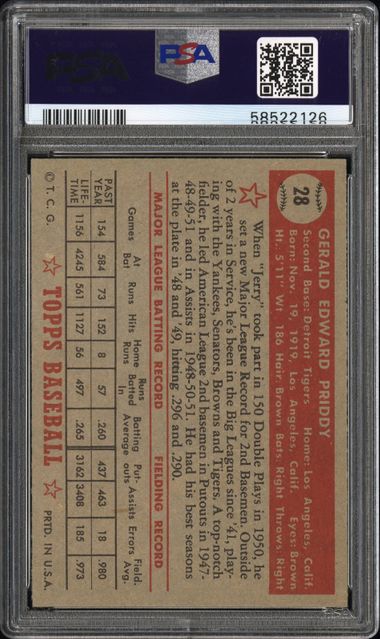 PSA
PSA
58522126
28
GERALD EDWARD PRIDDY
Second Base: Detroit Tigers Home: Los Angeles, Calif.
Born: Nov. 19, 1919, Los Angeles, Calif. Eyes: Brown
Ht.: 5'11" Wt: 186 Hair: Brown Bats: Right Throws: Right
When "Jerry" took part in 150 Double Plays in 1950, he
set a new Major League Record for 2nd Basemen. Outside
of 2 years in Service, he's been in the Big Leagues since '41, play-
ing with the Yankees, Senators, Browns and Tigers. A top-notch
fielder, he led American League 2nd basemen in Putouts in 1947-
48-49-51 and in Assists in 1948-50-51. He had his best seasons
at the plate in '48 and '49, hitting .296 and .290.
MAJOR LEAGUE BATTING RECORD FIELDING RECORD
Games At Bat Runs Hits Home Runs Runs Batted In Batting Average Put-outs Assists Errors Field. Avg.
PAST YEAR 154 584 73 152 8 57 .260 437 463 18 .980
LIFE-TIME 1156 4245 561 1127 56 497 .265 3162 3408 185 .973
© T. C. G. TOPPS BASEBALL PRTD. IN U.S.A.